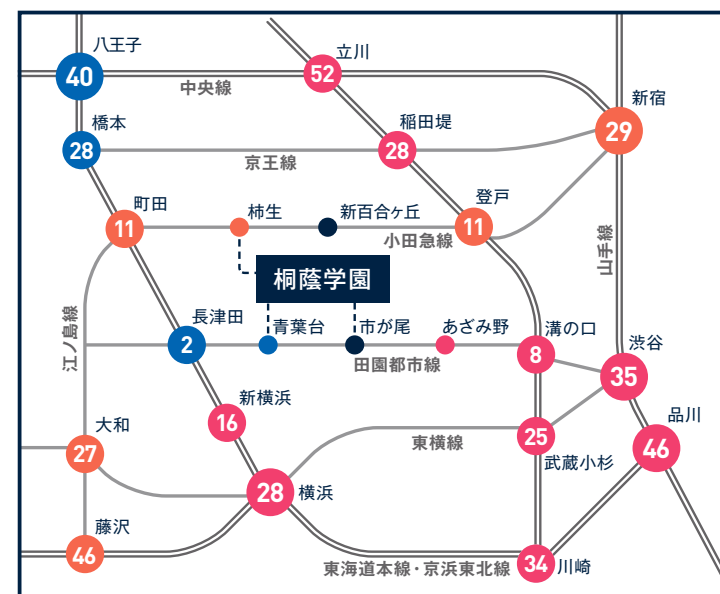 八王子
40
立川
52
中央線
新宿
29
橋本
28
稲田堤
28
京王線
町田
11
柿生
新百合ヶ丘
登戸
11
小田急線
山手線
桐蔭学園
江ノ島線
長津田
2
青葉台
市が尾
あざみ野
溝の口
8
田園都市線
渋谷
35
新横浜
16
品川
46
大和
27
東横線
25
武蔵小杉
28
横浜
藤沢
46
東海道本線・京浜東北線
34
川崎